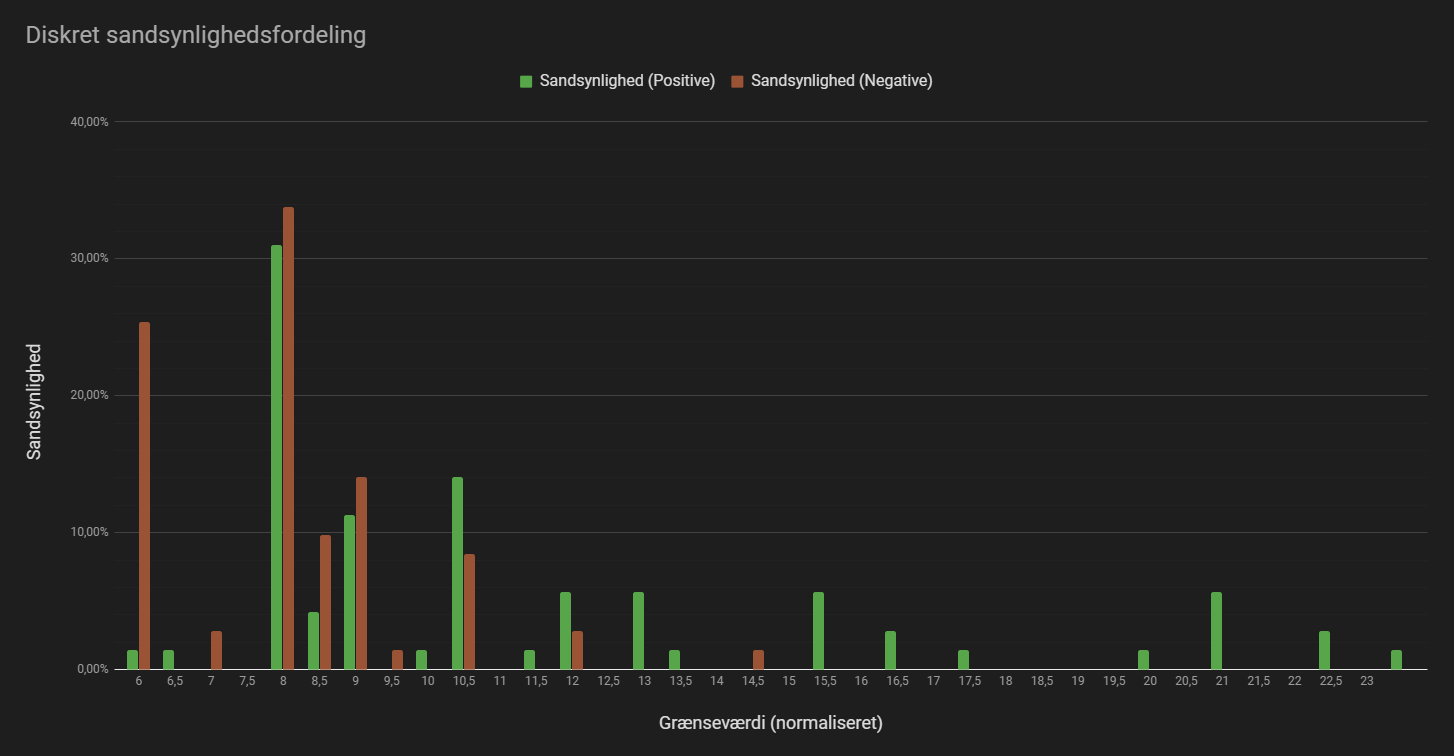 Diskret sandsynlighedsfordeling
Sandsynlighed (Positive) Sandsynlighed (Negative)
40,00%
30,00%
20,00%
10,00%
0,00%
Sandsynlighed
6 6,5 7 7,5 8 8,5 9 9,5 10 10,5 11 11,5 12 12,5 13 13,5 14 14,5 15 15,5 16 16,5 17 17,5 18 18,5 19 19,5 20 20,5 21 21,5 22 22,5 23
Grænseværdi (normaliseret)